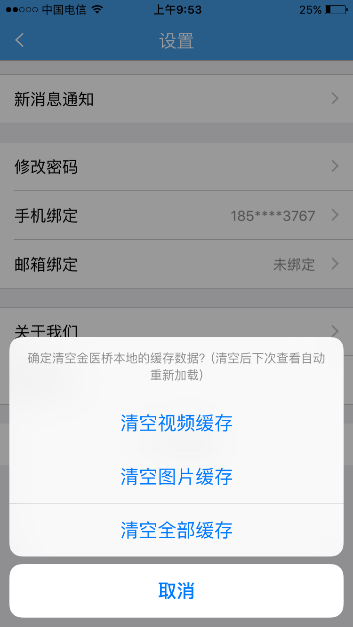 中国电信 上午9:53 25%
设置
新消息通知
修改密码
手机绑定 185****3767
邮箱绑定 未绑定
关于我们
确定清空金医桥本地的缓存数据?(清空后下次查看自动
重新加载)
清空视频缓存
清空图片缓存
清空全部缓存
取消